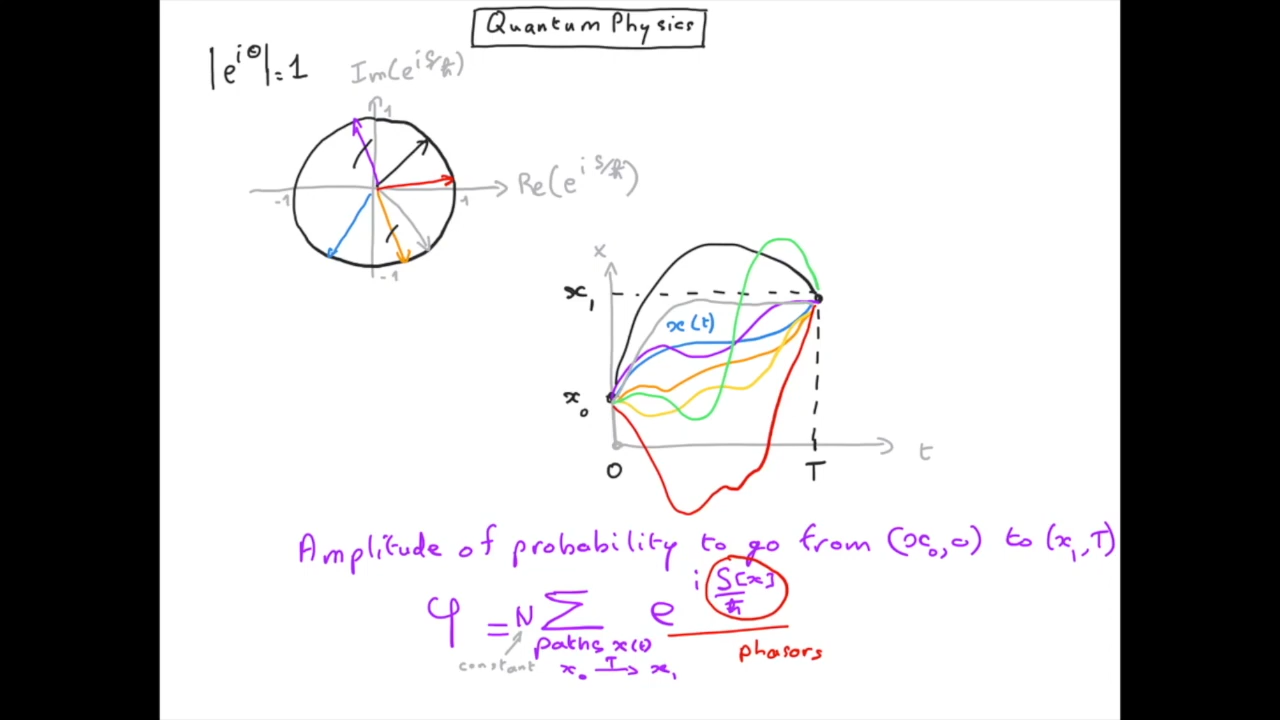 Quantum Physics
|e^{iθ}|=1
Im(e^{iS/ℏ})
1
Re(e^{iS/ℏ})
-1
1
-1
x
x₁
x(t)
x₀
0
T
t
Amplitude of probability to go from (x₀,0) to (x₁,T)
φ = N Σ e^{i S[x]/ℏ}
paths x(t)
phasors
constant
x₀ T→ x₁